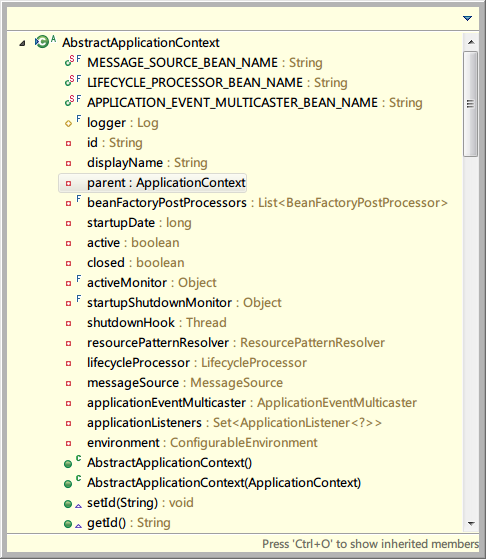 AbstractApplicationContext
MESSAGE_SOURCE_BEAN_NAME : String
LIFECYCLE_PROCESSOR_BEAN_NAME : String
APPLICATION_EVENT_MULTICASTER_BEAN_NAME : String
logger : Log
id : String
displayName : String
parent : ApplicationContext
beanFactoryPostProcessors : List<BeanFactoryPostProcessor>
startupDate : long
active : boolean
closed : boolean
activeMonitor : Object
startupShutdownMonitor : Object
shutdownHook : Thread
resourcePatternResolver : ResourcePatternResolver
lifecycleProcessor : LifecycleProcessor
messageSource : MessageSource
applicationEventMulticaster : ApplicationEventMulticaster
applicationListeners : Set<ApplicationListener<?>>
environment : ConfigurableEnvironment
AbstractApplicationContext()
AbstractApplicationContext(ApplicationContext)
setId(String) : void
getId() : String
Press 'Ctrl+O' to show inherited members